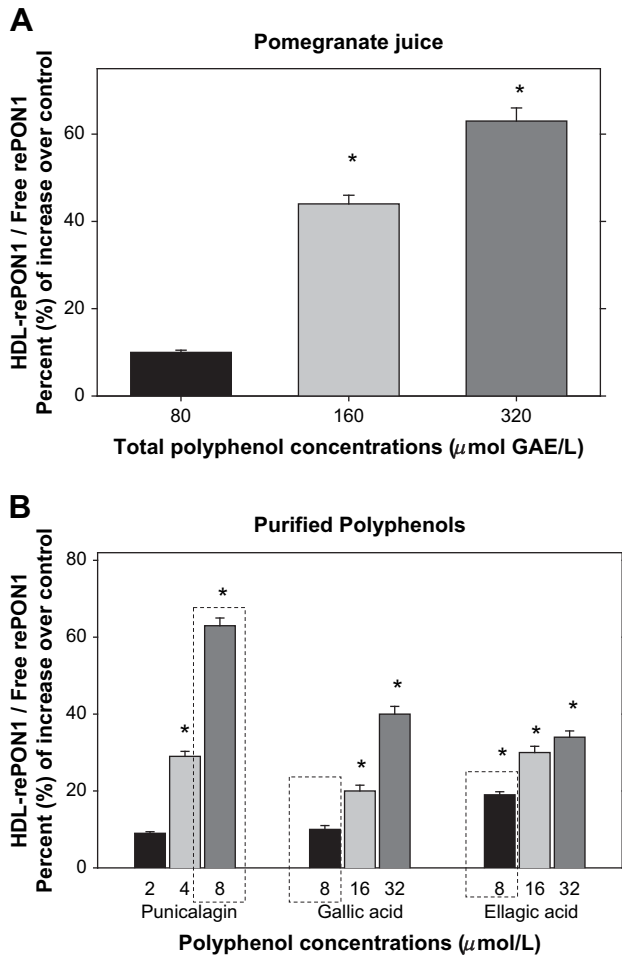 A
Pomegranate juice
HDL-rePON1 / Free rePON1
Percent (%) of increase over control
60
40
20
0
*
*
80 160 320
Total polyphenol concentrations (μmol GAE/L)
B
Purified Polyphenols
HDL-rePON1 / Free rePON1
Percent (%) of increase over control
80
60
40
20
0
*
*
*
*
*
*
*
2 4 8 8 16 32 8 16 32
Punicalagin Gallic acid Ellagic acid
Polyphenol concentrations (μmol/L)